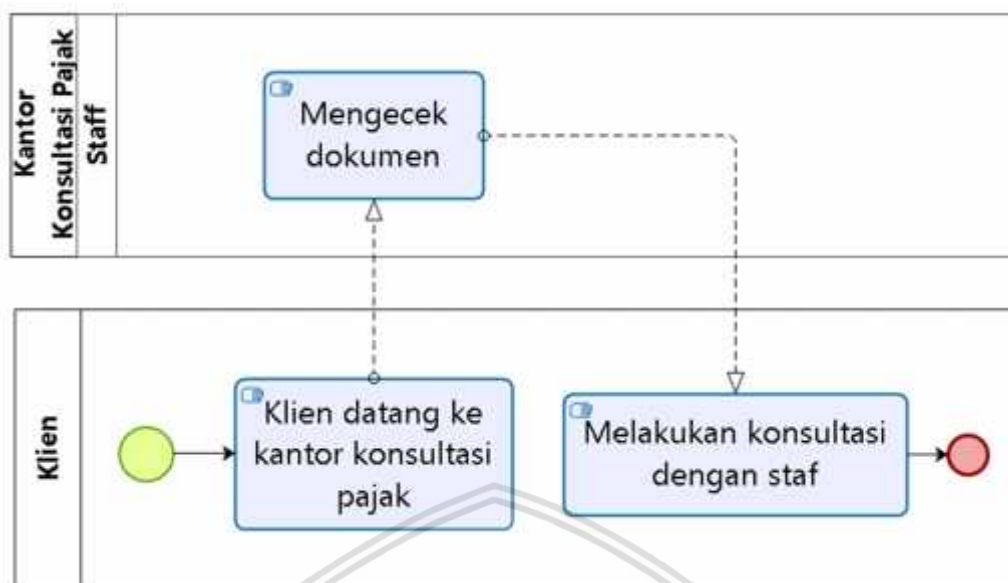 Kantor
Konsultasi Pajak
Staff
Mengecek
dokumen
Klien
Klien datang ke
kantor konsultasi
pajak
Melakukan konsultasi
dengan staf